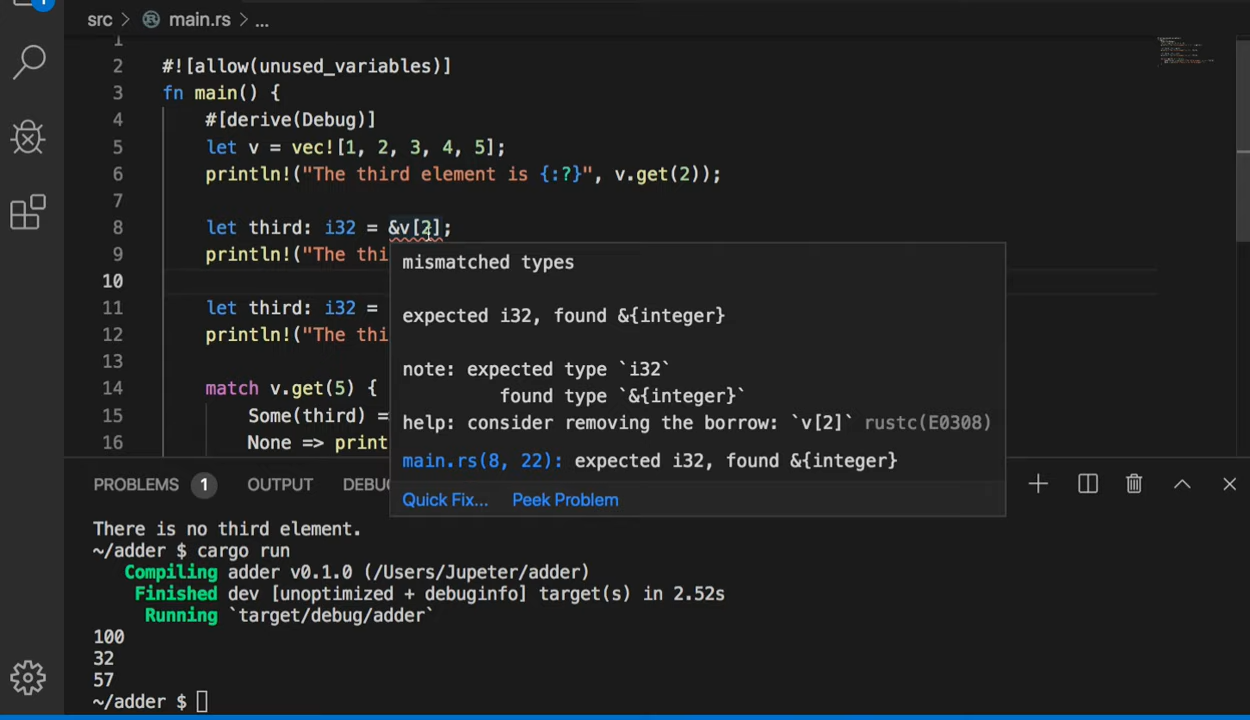 1
src > main.rs > ...
1
2 #![allow(unused_variables)]
3 fn main() {
4 #[derive(Debug)]
5 let v = vec![1, 2, 3, 4, 5];
6 println!("The third element is {:?}", v.get(2));
7
8 let third: i32 = &v[2];
9 println!("The thi
10
11 let third: i32 =
12 println!("The thi
13
14 match v.get(5) {
15 Some(third) =
16 None => print
mismatched types
expected i32, found &{integer}
note: expected type `i32`
found type `&{integer}`
help: consider removing the borrow: `v[2]` rustc(E0308)
main.rs(8, 22): expected i32, found &{integer}
Quick Fix... Peek Problem
PROBLEMS 1 OUTPUT DEBUG
There is no third element.
~/adder $ cargo run
Compiling adder v0.1.0 (/Users/Jupeter/adder)
Finished dev [unoptimized + debuginfo] target(s) in 2.52s
Running `target/debug/adder`
100
32
57
~/adder $